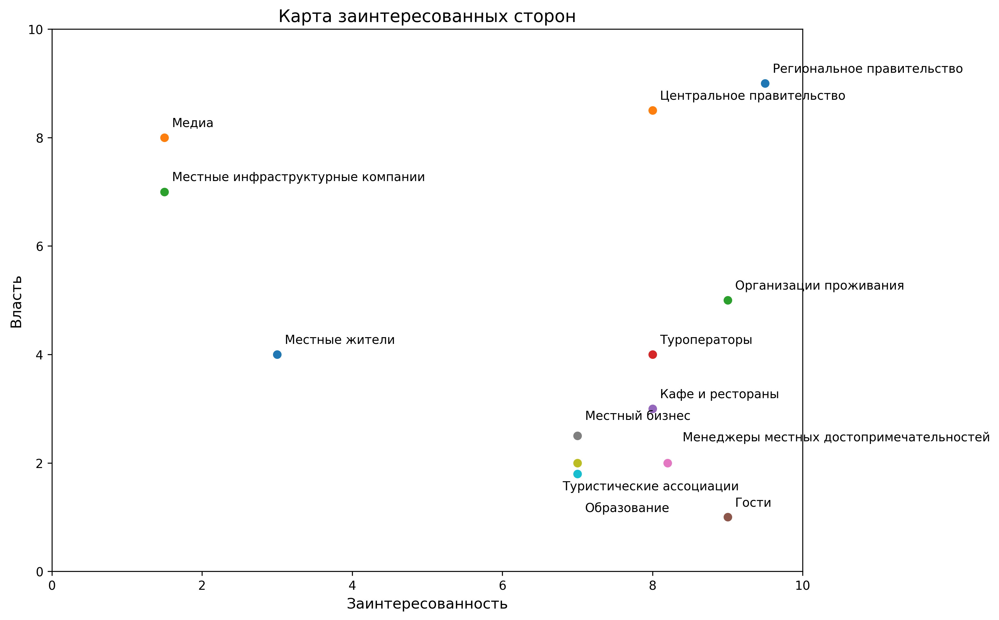 Карта заинтересованных сторон
10
Региональное правительство
Центральное правительство
Медиа
8
Местные инфраструктурные компании
6
Организации проживания
Власть
Местные жители
Туроператоры
4
Кафе и рестораны
Местный бизнес
Менеджеры местных достопримечательностей
2
Туристические ассоциации
Гости
Образование
0
0 2 4 6 8 10
Заинтересованность